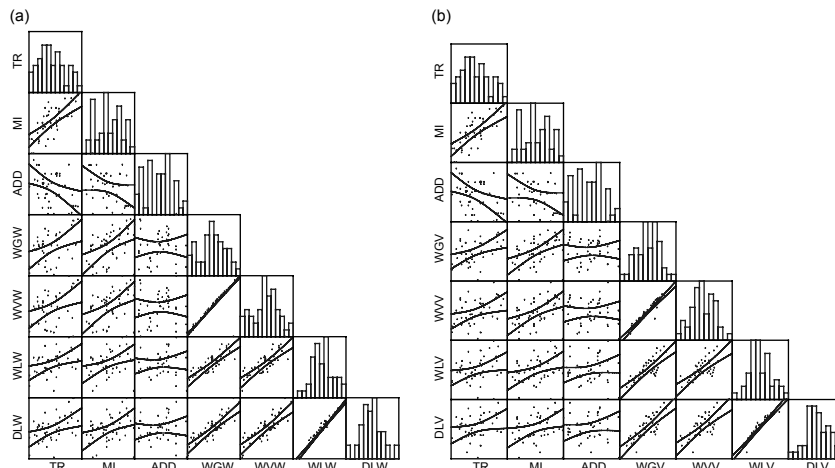 (a)
(b)
TR
MI
ADD
WGW
WVW
WLW
DLW
TR MI ADD WGW WVW WLW DLW
TR
MI
ADD
WGV
WVV
WLV
DLV
TR MI ADD WGV WVV WLV DLV